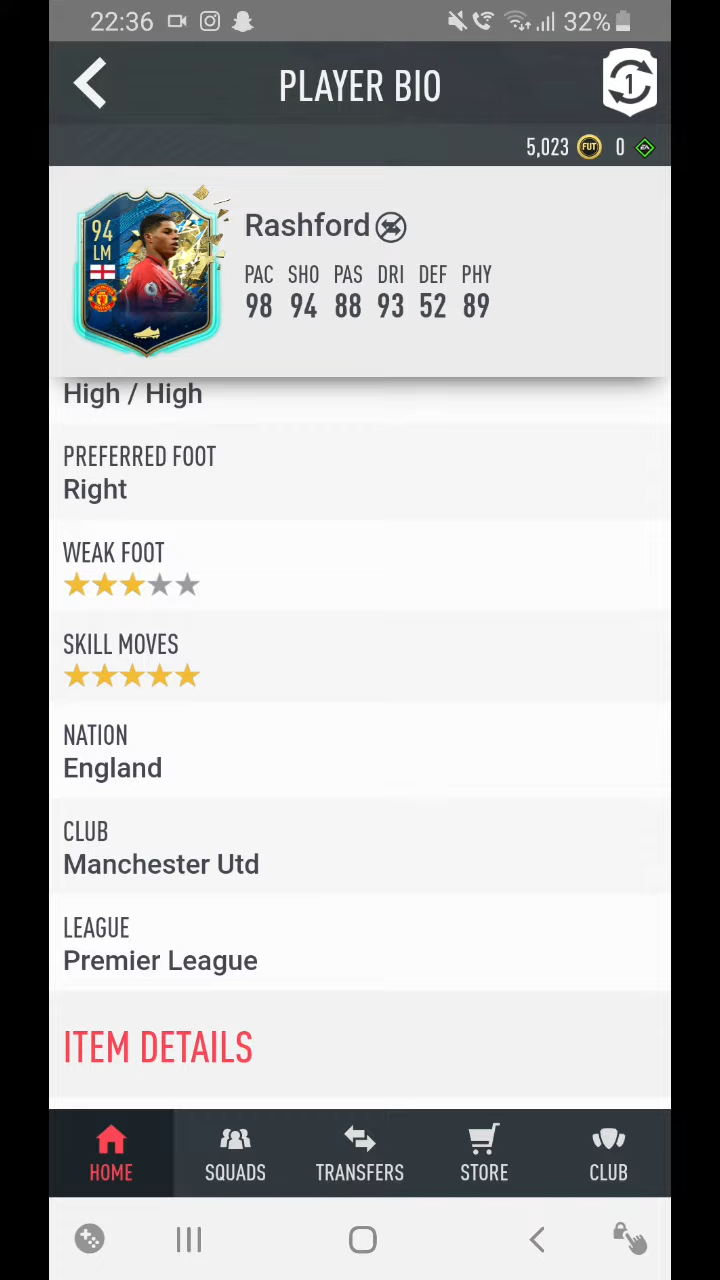 22:36 32%
PLAYER BIO
1
5,023 FUT 0
94
LM
Rashford
PAC SHO PAS DRI DEF PHY
98 94 88 93 52 89
High / High
PREFERRED FOOT
Right
WEAK FOOT
SKILL MOVES
NATION
England
CLUB
Manchester Utd
LEAGUE
Premier League
ITEM DETAILS
HOME SQUADS TRANSFERS STORE CLUB